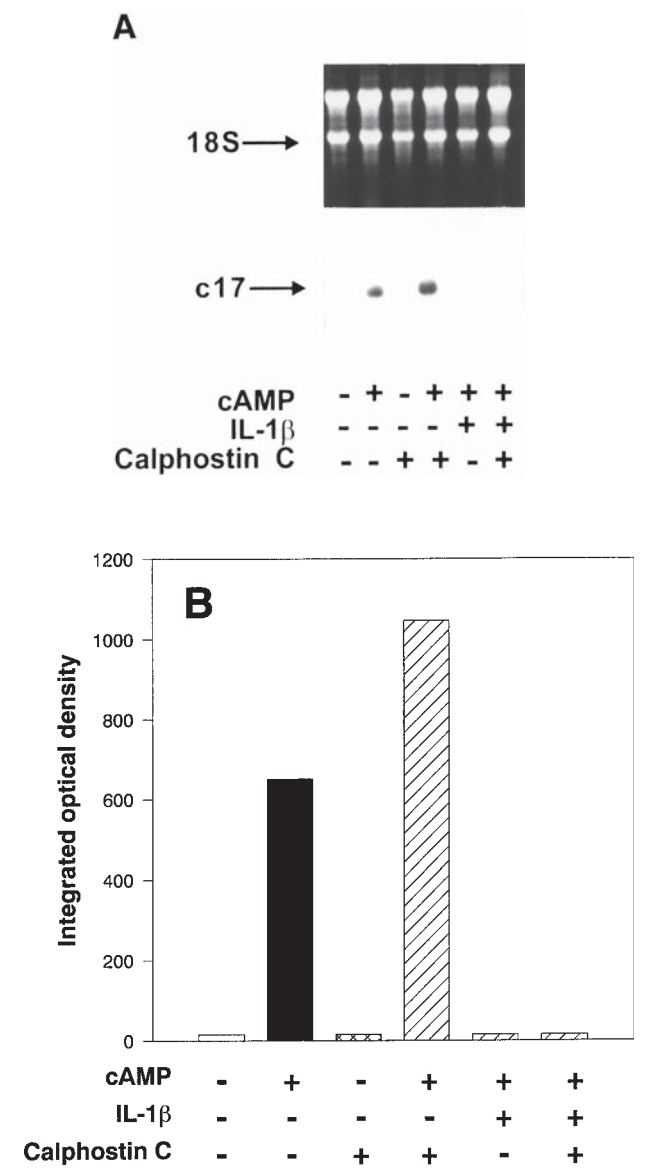 A
18S
c17
cAMP - + - + + +
IL-1β - - - - + +
Calphostin C - - + + - +
B
Integrated optical density
1200
1000
800
600
400
200
0
cAMP - + - + + +
IL-1β - - - - + +
Calphostin C - - + + - +